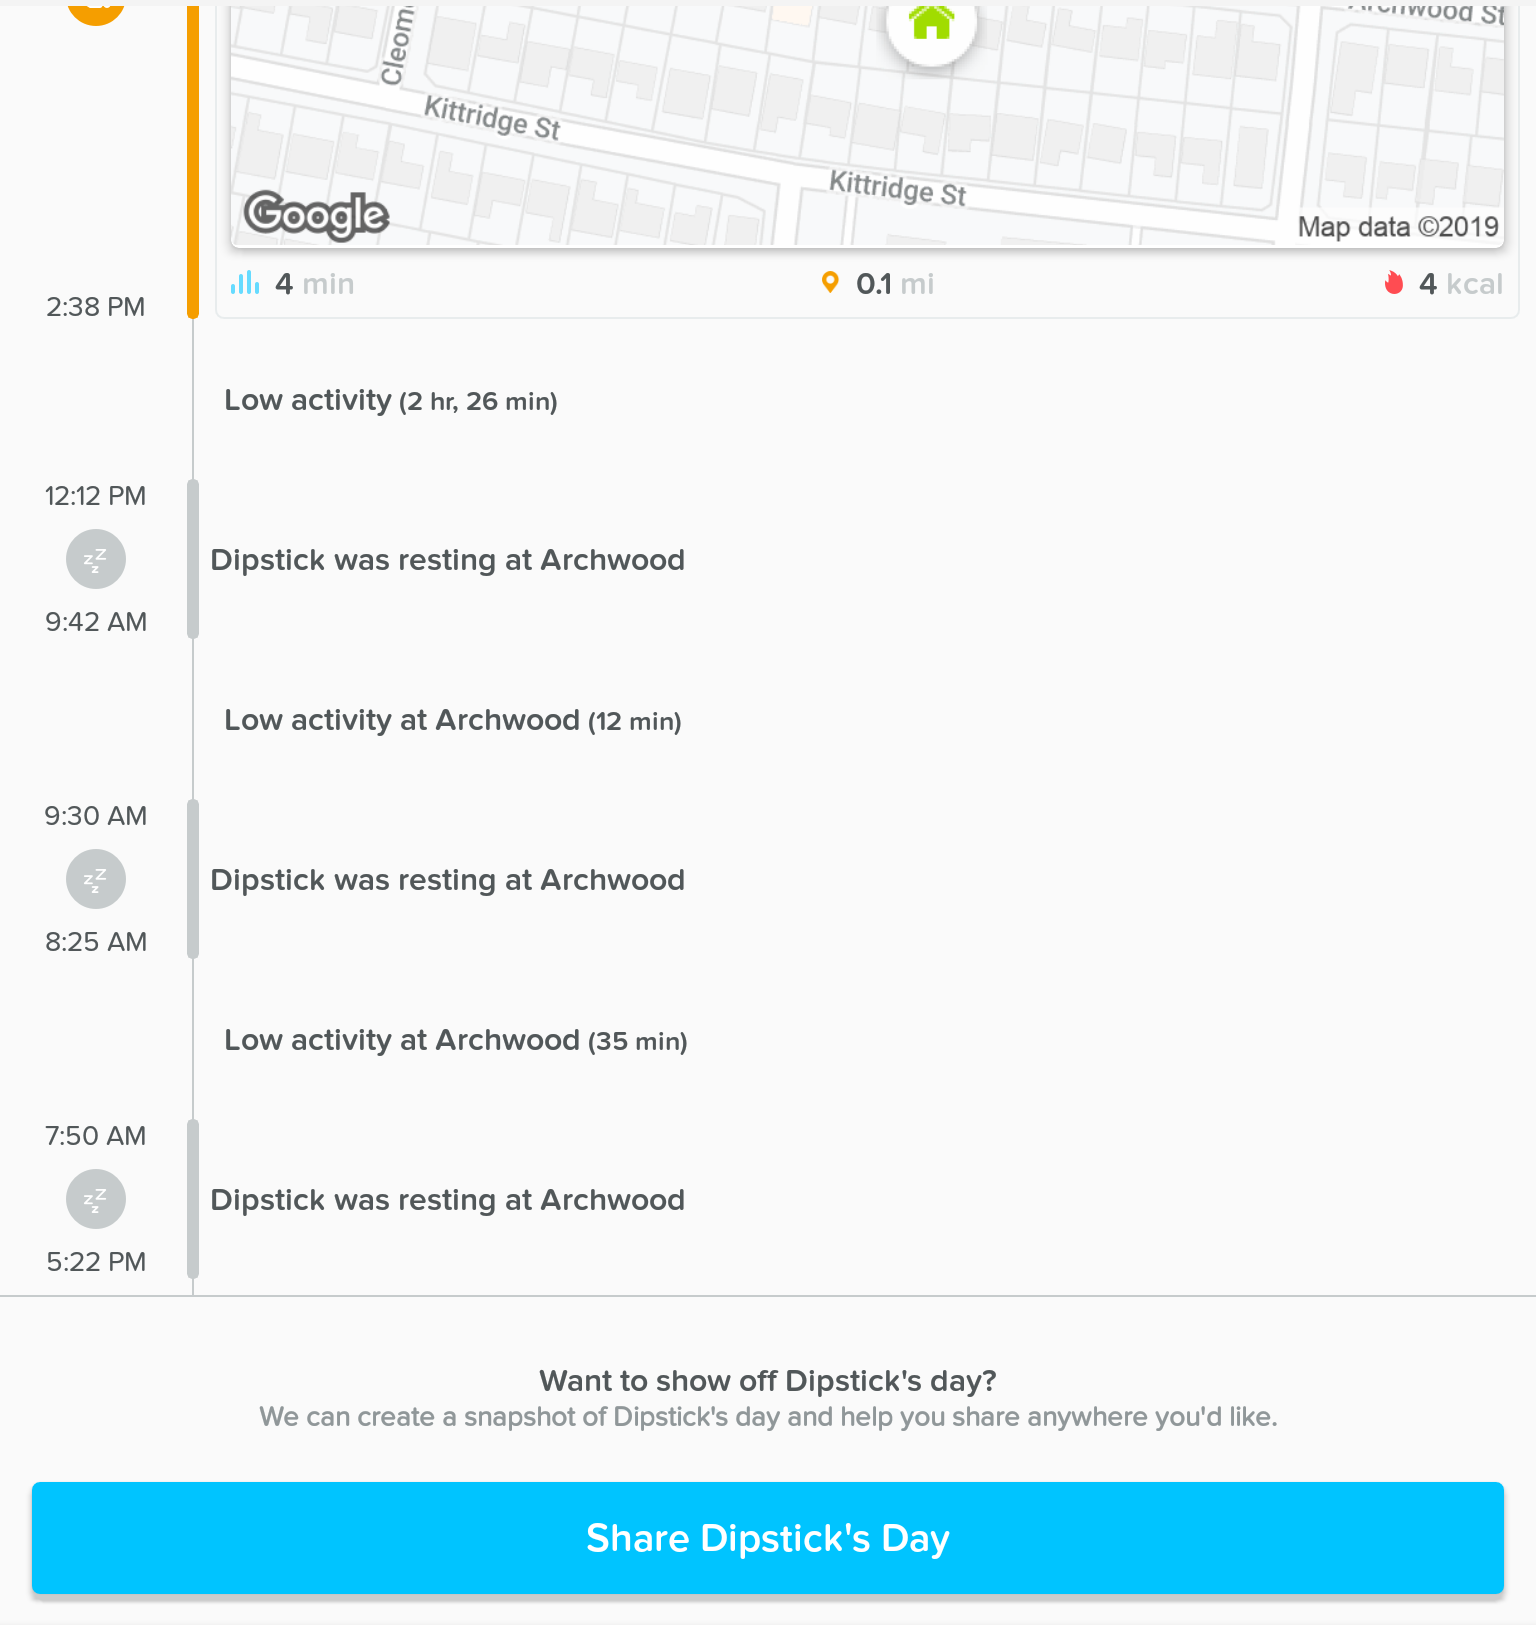 Archwood St
Cleom
Kittridge St
Kittridge St
Google
Map data ©2019
4 min
0.1 mi
4 kcal
2:38 PM
Low activity (2 hr, 26 min)
12:12 PM
zZz
Dipstick was resting at Archwood
9:42 AM
Low activity at Archwood (12 min)
9:30 AM
zZz
Dipstick was resting at Archwood
8:25 AM
Low activity at Archwood (35 min)
7:50 AM
zZz
Dipstick was resting at Archwood
5:22 PM
Want to show off Dipstick's day?
We can create a snapshot of Dipstick's day and help you share anywhere you'd like.
Share Dipstick's Day